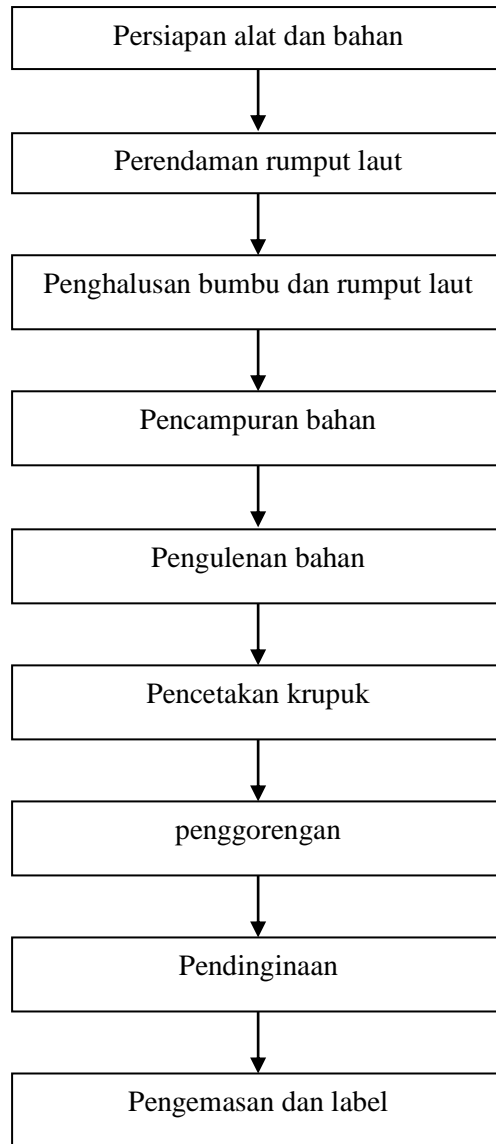 Persiapan alat dan bahan
Perendaman rumput laut
Penghalusan bumbu dan rumput laut
Pencampuran bahan
Pengulenan bahan
Pencetakan krupuk
penggorengan
Pendinginaan
Pengemasan dan label